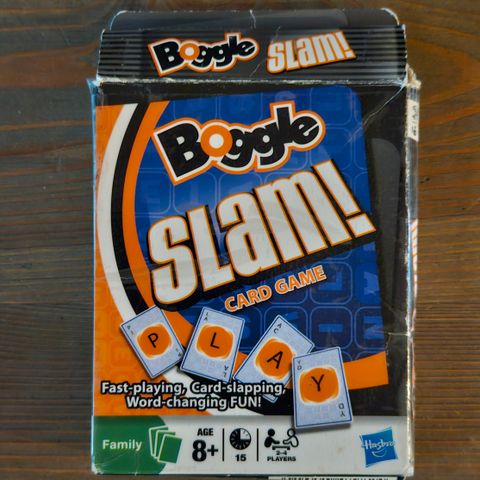 Boggle SLAM!
Boggle
SLAM!
CARD GAME
P L A Y
Fast-playing, Card-slapping,
Word-changing FUN!
Family
AGE
8+
15
2-4
PLAYERS
Hasbro